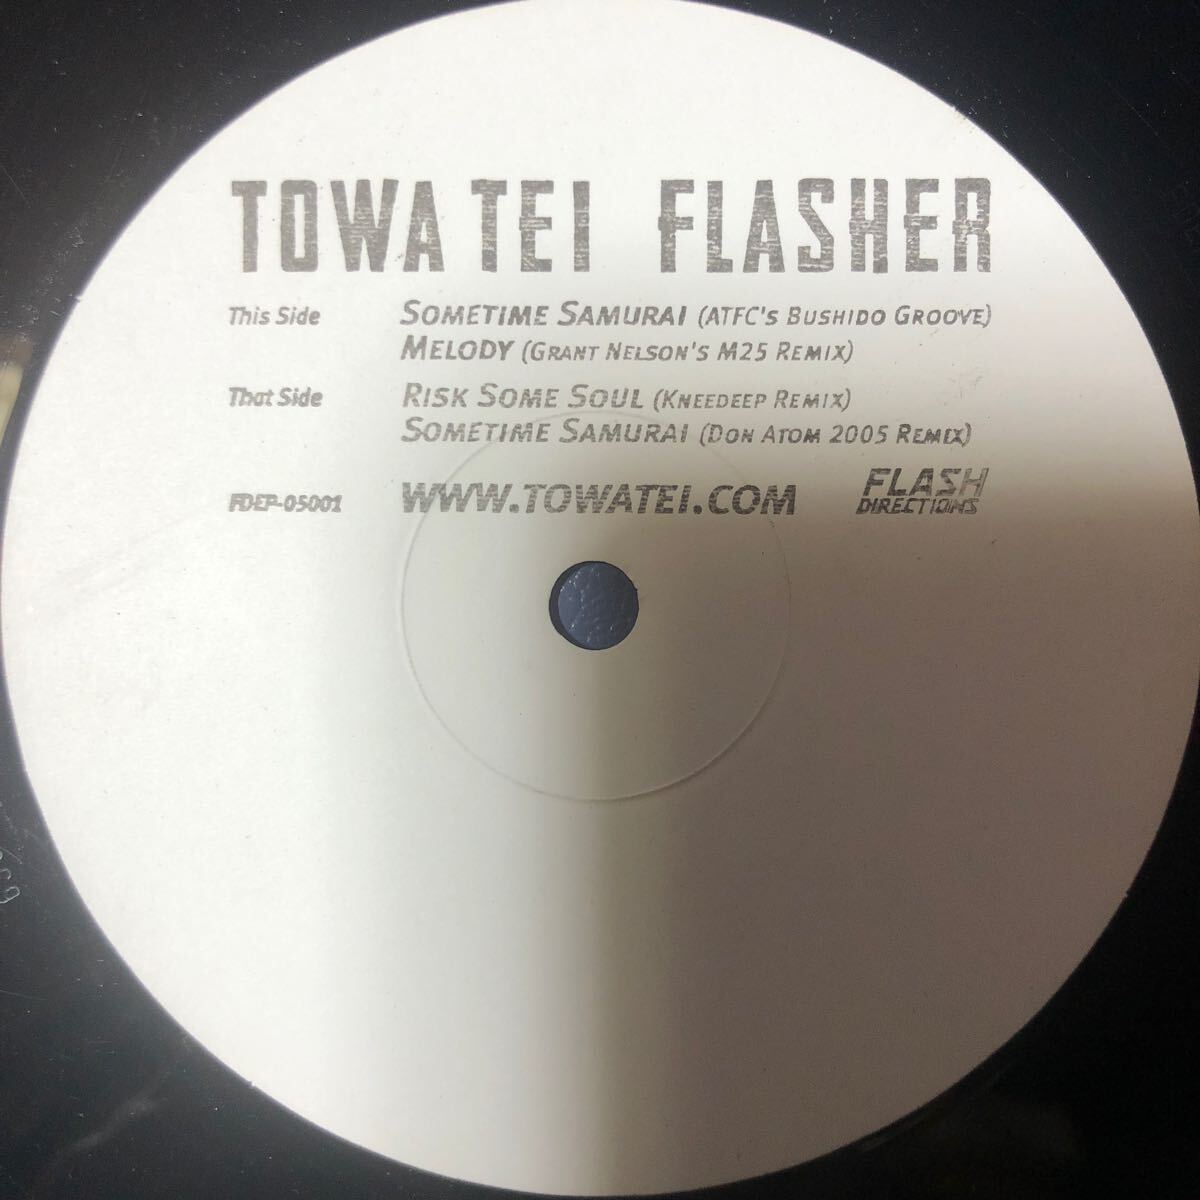 TOWA TEI FLASHER
This Side SOMETIME SAMURAI (ATFC'S BUSHIDO GROOVE)
MELODY (GRANT NELSON'S M25 REMIX)
That Side RISK SOME SOUL (KNEEDEEP REMIX)
SOMETIME SAMURAI (DON ATOM 2005 REMIX)
FDEP-05001 WWW.TOWATEI.COM FLASH
DIRECTIONS